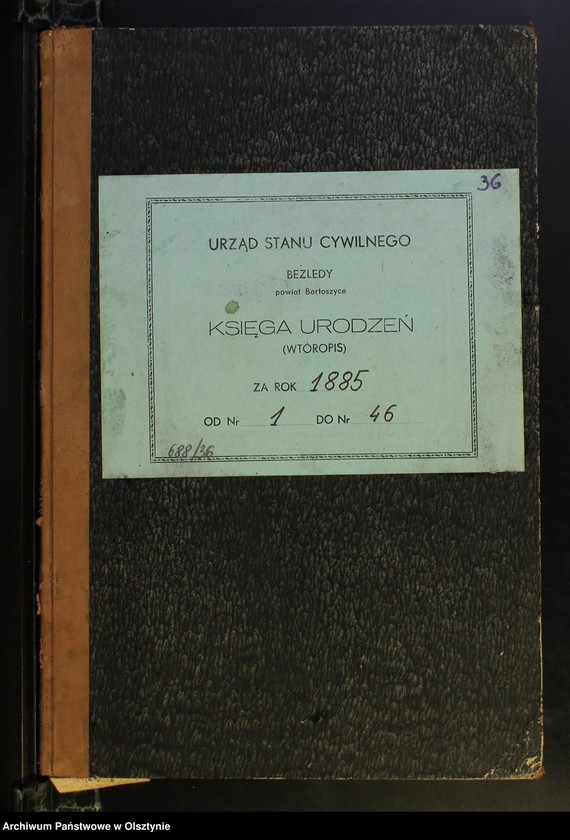 36
URZĄD STANU CYWILNEGO
BEZLEDY
powiat Bartoszyce
KSIĘGA URODZEŃ
(WTÓROPIS)
ZA ROK 1885
OD Nr 1 DO Nr 46
688/36
Archiwum Państwowe w Olsztynie